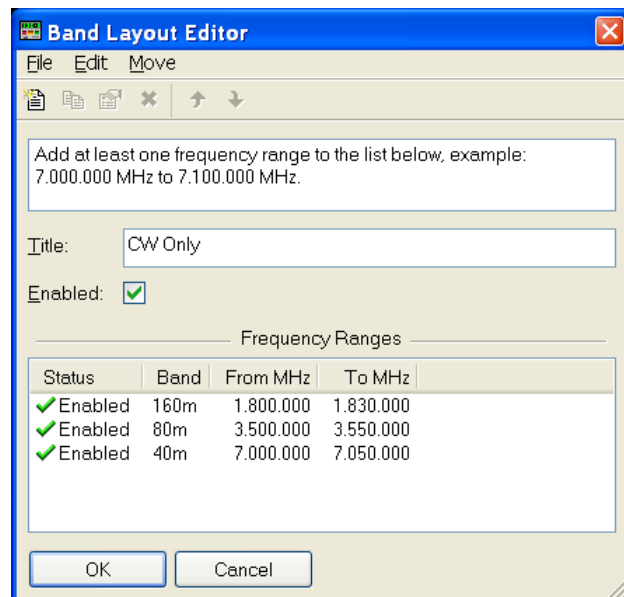 Band Layout Editor
File Edit Move
Add at least one frequency range to the list below, example:
7.000.000 MHz to 7.100.000 MHz.
Title: CW Only
Enabled:
Frequency Ranges
Status Band From MHz To MHz
Enabled 160m 1.800.000 1.830.000
Enabled 80m 3.500.000 3.550.000
Enabled 40m 7.000.000 7.050.000
OK Cancel